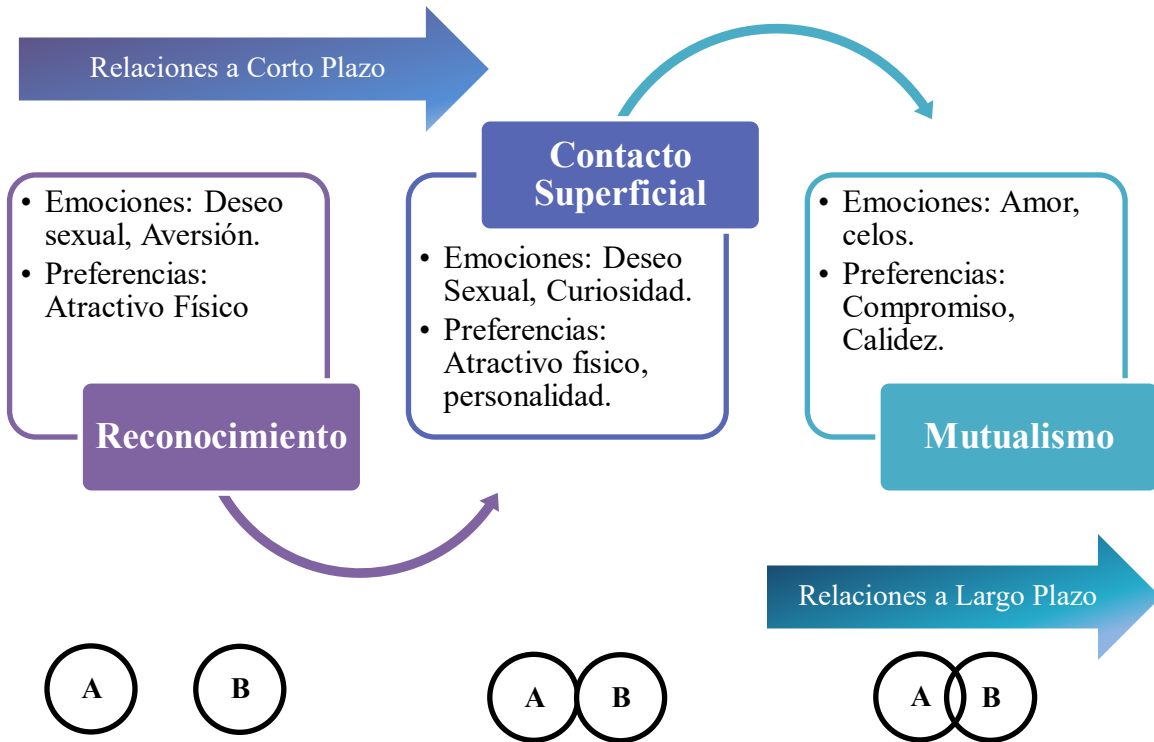 Relaciones a Corto Plazo
• Emociones: Deseo
sexual, Aversión.
• Preferencias:
Atractivo Físico
Reconocimiento
Contacto
Superficial
• Emociones: Deseo
Sexual, Curiosidad.
• Preferencias:
Atractivo fisico,
personalidad.
• Emociones: Amor,
celos.
• Preferencias:
Compromiso,
Calidez.
Mutualismo
Relaciones a Largo Plazo
A
B
A
B
A
B